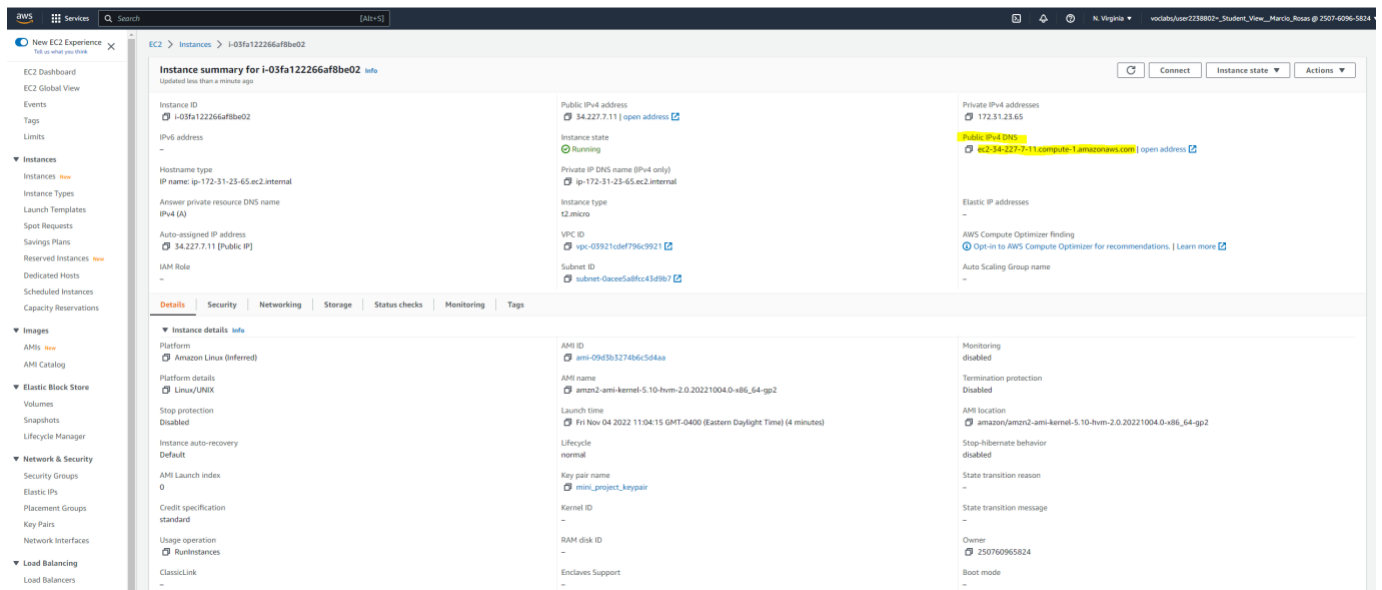 aws Services Search [Alt+S] N. Virginia ▼ voclabs/user2238802=_Student_View__Marcio_Rosas @ 2507-6096-5824
New EC2 Experience
Tell us what you think
EC2 Dashboard
EC2 Global View
Events
Tags
Limits
▼ Instances
Instances New
Instance Types
Launch Templates
Spot Requests
Savings Plans
Reserved Instances New
Dedicated Hosts
Scheduled Instances
Capacity Reservations
▼ Images
AMIs New
AMI Catalog
▼ Elastic Block Store
Volumes
Snapshots
Lifecycle Manager
▼ Network & Security
Security Groups
Elastic IPs
Placement Groups
Key Pairs
Network Interfaces
▼ Load Balancing
Load Balancers
EC2 > Instances > i-03fa122266af8be02
Instance summary for i-03fa122266af8be02 Info
Updated less than a minute ago
Connect Instance state ▼ Actions ▼
Instance ID
i-03fa122266af8be02
Public IPv4 address
34.227.7.11 | open address
Private IPv4 addresses
172.31.23.65
IPv6 address
–
Instance state
Running
Public IPv4 DNS
ec2-34-227-7-11.compute-1.amazonaws.com | open address
Hostname type
IP name: ip-172-31-23-65.ec2.internal
Private IP DNS name (IPv4 only)
ip-172-31-23-65.ec2.internal
Answer private resource DNS name
IPv4 (A)
Instance type
t2.micro
Elastic IP addresses
–
Auto-assigned IP address
34.227.7.11 [Public IP]
VPC ID
vpc-03921cdef796c9921
AWS Compute Optimizer finding
Opt-in to AWS Compute Optimizer for recommendations. | Learn more
IAM Role
–
Subnet ID
subnet-0acee5a8fcc43d9b7
Auto Scaling Group name
–
Details Security Networking Storage Status checks Monitoring Tags
▼ Instance details Info
Platform
Amazon Linux (Inferred)
AMI ID
ami-09d3b3274b6c5d4aa
Monitoring
disabled
Platform details
Linux/UNIX
AMI name
amzn2-ami-kernel-5.10-hvm-2.0.20221004.0-x86_64-gp2
Termination protection
Disabled
Stop protection
Disabled
Launch time
Fri Nov 04 2022 11:04:15 GMT-0400 (Eastern Daylight Time) (4 minutes)
AMI location
amazon/amzn2-ami-kernel-5.10-hvm-2.0.20221004.0-x86_64-gp2
Instance auto-recovery
Default
Lifecycle
normal
Stop-hibernate behavior
disabled
AMI Launch index
0
Key pair name
mini_project_keypair
State transition reason
–
Credit specification
standard
Kernel ID
–
State transition message
–
Usage operation
RunInstances
RAM disk ID
–
Owner
250760965824
ClassicLink
–
Enclaves Support
–
Boot mode
–